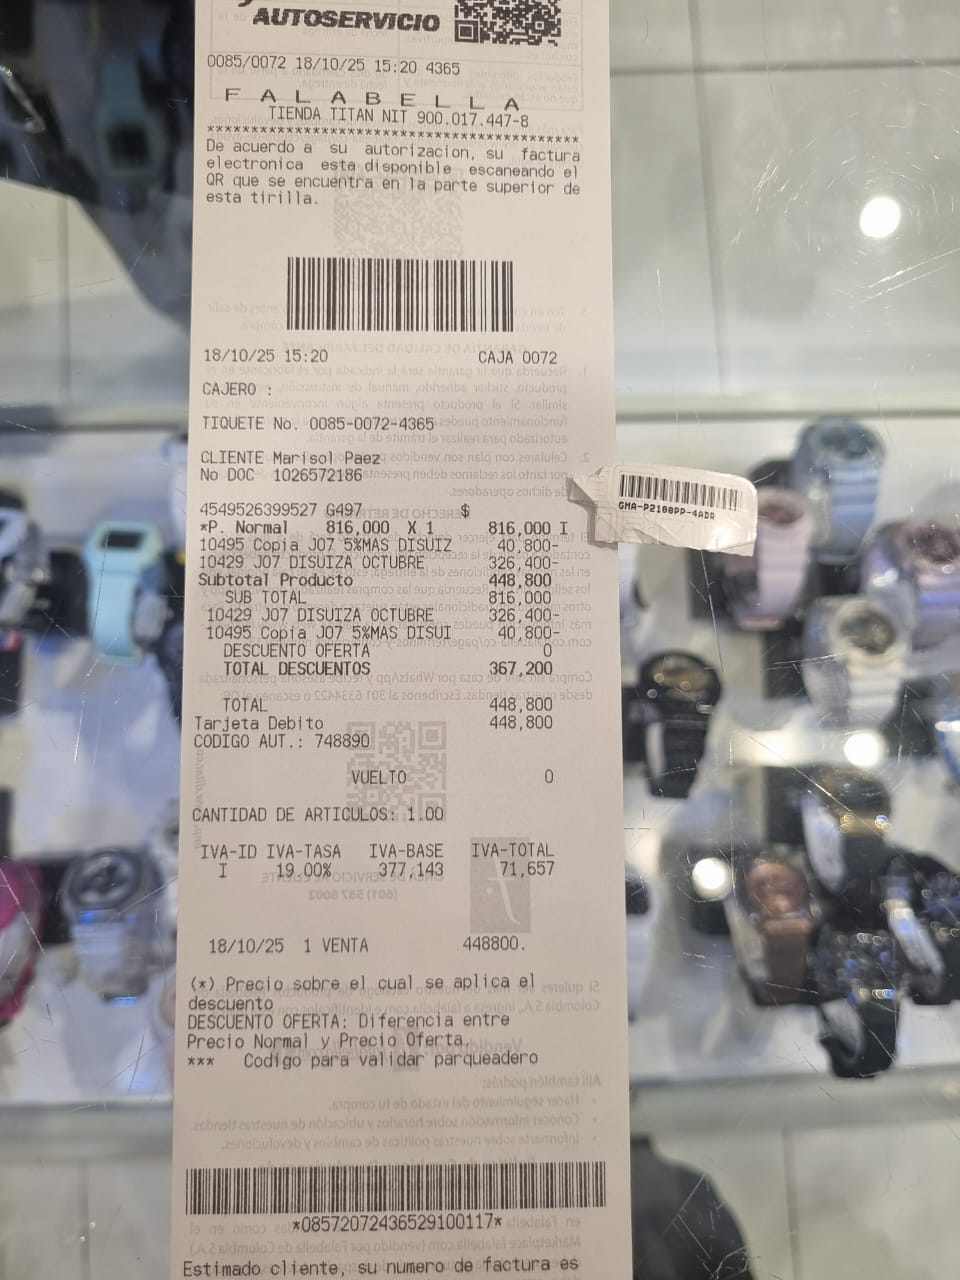 AUTOSERVICIO
0085/0072 18/10/25 15:20 4365
F A L A B E L L A
TIENDA TITAN NIT 900.017.447-8
****************************************
De acuerdo a su autorizacion, su factura
electronica esta disponible escaneando el
QR que se encuentra en la parte superior de
esta tirilla.
18/10/25 15:20 CAJA 0072
CAJERO :
TIQUETE No. 0085-0072-4365
CLIENTE Marisol Paez
No DOC 1026572186
4549526399527 G497 $
*P. Normal 816,000 X 1 816,000 I
10495 Copia J07 5%MAS DISUIZ 40,800-
10429 J07 DISUIZA OCTUBRE 326,400-
Subtotal Producto 448,800
SUB TOTAL 816,000
10429 J07 DISUIZA OCTUBRE 326,400-
10495 Copia J07 5%MAS DISUI 40,800-
DESCUENTO OFERTA 0
TOTAL DESCUENTOS 367,200
TOTAL 448,800
Tarjeta Debito 448,800
CODIGO AUT.: 748890
VUELTO 0
CANTIDAD DE ARTICULOS: 1.00
IVA-ID IVA-TASA IVA-BASE IVA-TOTAL
I 19.00% 377,143 71,657
18/10/25 1 VENTA 448800.
(*) Precio sobre el cual se aplica el
descuento
DESCUENTO OFERTA: Diferencia entre
Precio Normal y Precio Oferta.
*** Codigo para validar parqueadero
*08572072436529100117*
Estimado cliente, su numero de factura es
GMA-P2100PP-4ADR